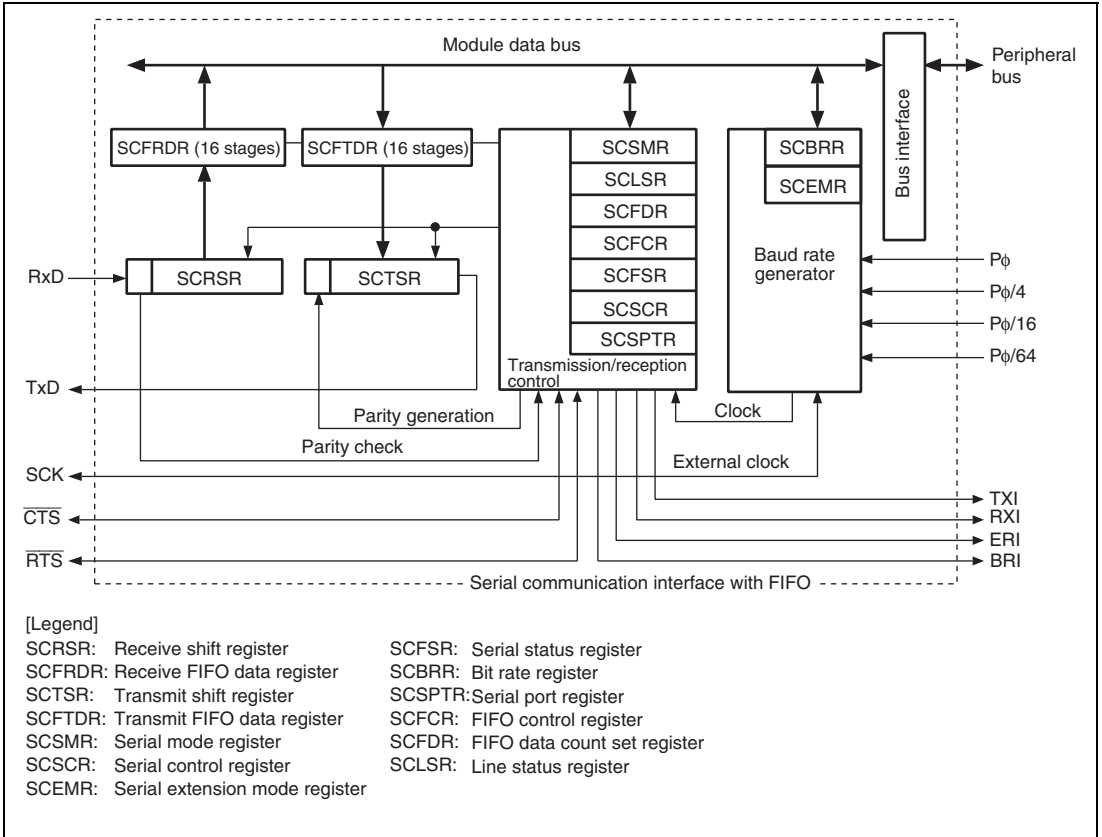 Module data bus
Peripheral
bus
Bus interface
SCFRDR (16 stages)
SCFTDR (16 stages)
SCSMR
SCLSR
SCFDR
SCFCR
SCFSR
SCSCR
SCSPTR
Transmission/reception
control
SCBRR
SCEMR
Baud rate
generator
RxD
SCRSR
SCTSR
Pφ
Pφ/4
Pφ/16
Pφ/64
TxD
Parity generation
Parity check
Clock
External clock
SCK
CTS
RTS
TXI
RXI
ERI
BRI
Serial communication interface with FIFO
[Legend]
SCRSR: Receive shift register
SCFRDR: Receive FIFO data register
SCTSR: Transmit shift register
SCFTDR: Transmit FIFO data register
SCSMR: Serial mode register
SCSCR: Serial control register
SCEMR: Serial extension mode register
SCFSR: Serial status register
SCBRR: Bit rate register
SCSPTR: Serial port register
SCFCR: FIFO control register
SCFDR: FIFO data count set register
SCLSR: Line status register